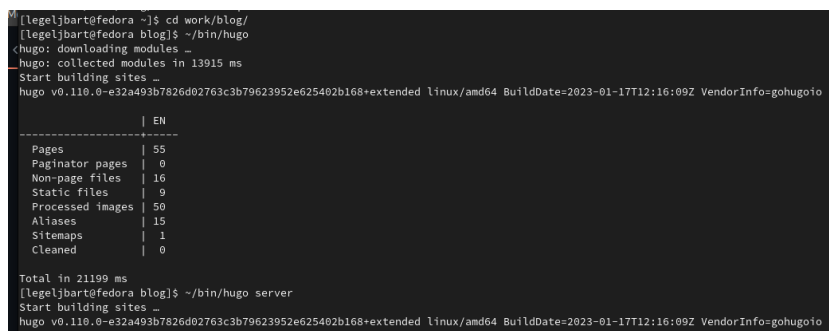 [legeljbart@fedora ~]$ cd work/blog/
[legeljbart@fedora blog]$ ~/bin/hugo
hugo: downloading modules …
hugo: collected modules in 13915 ms
Start building sites …
hugo v0.110.0-e32a493b7826d02763c3b79623952e625402b168+extended linux/amd64 BuildDate=2023-01-17T12:16:09Z VendorInfo=gohugoio
| EN
-------------------+-----
Pages | 55
Paginator pages | 0
Non-page files | 16
Static files | 9
Processed images | 50
Aliases | 15
Sitemaps | 1
Cleaned | 0
Total in 21199 ms
[legeljbart@fedora blog]$ ~/bin/hugo server
Start building sites …
hugo v0.110.0-e32a493b7826d02763c3b79623952e625402b168+extended linux/amd64 BuildDate=2023-01-17T12:16:09Z VendorInfo=gohugoio